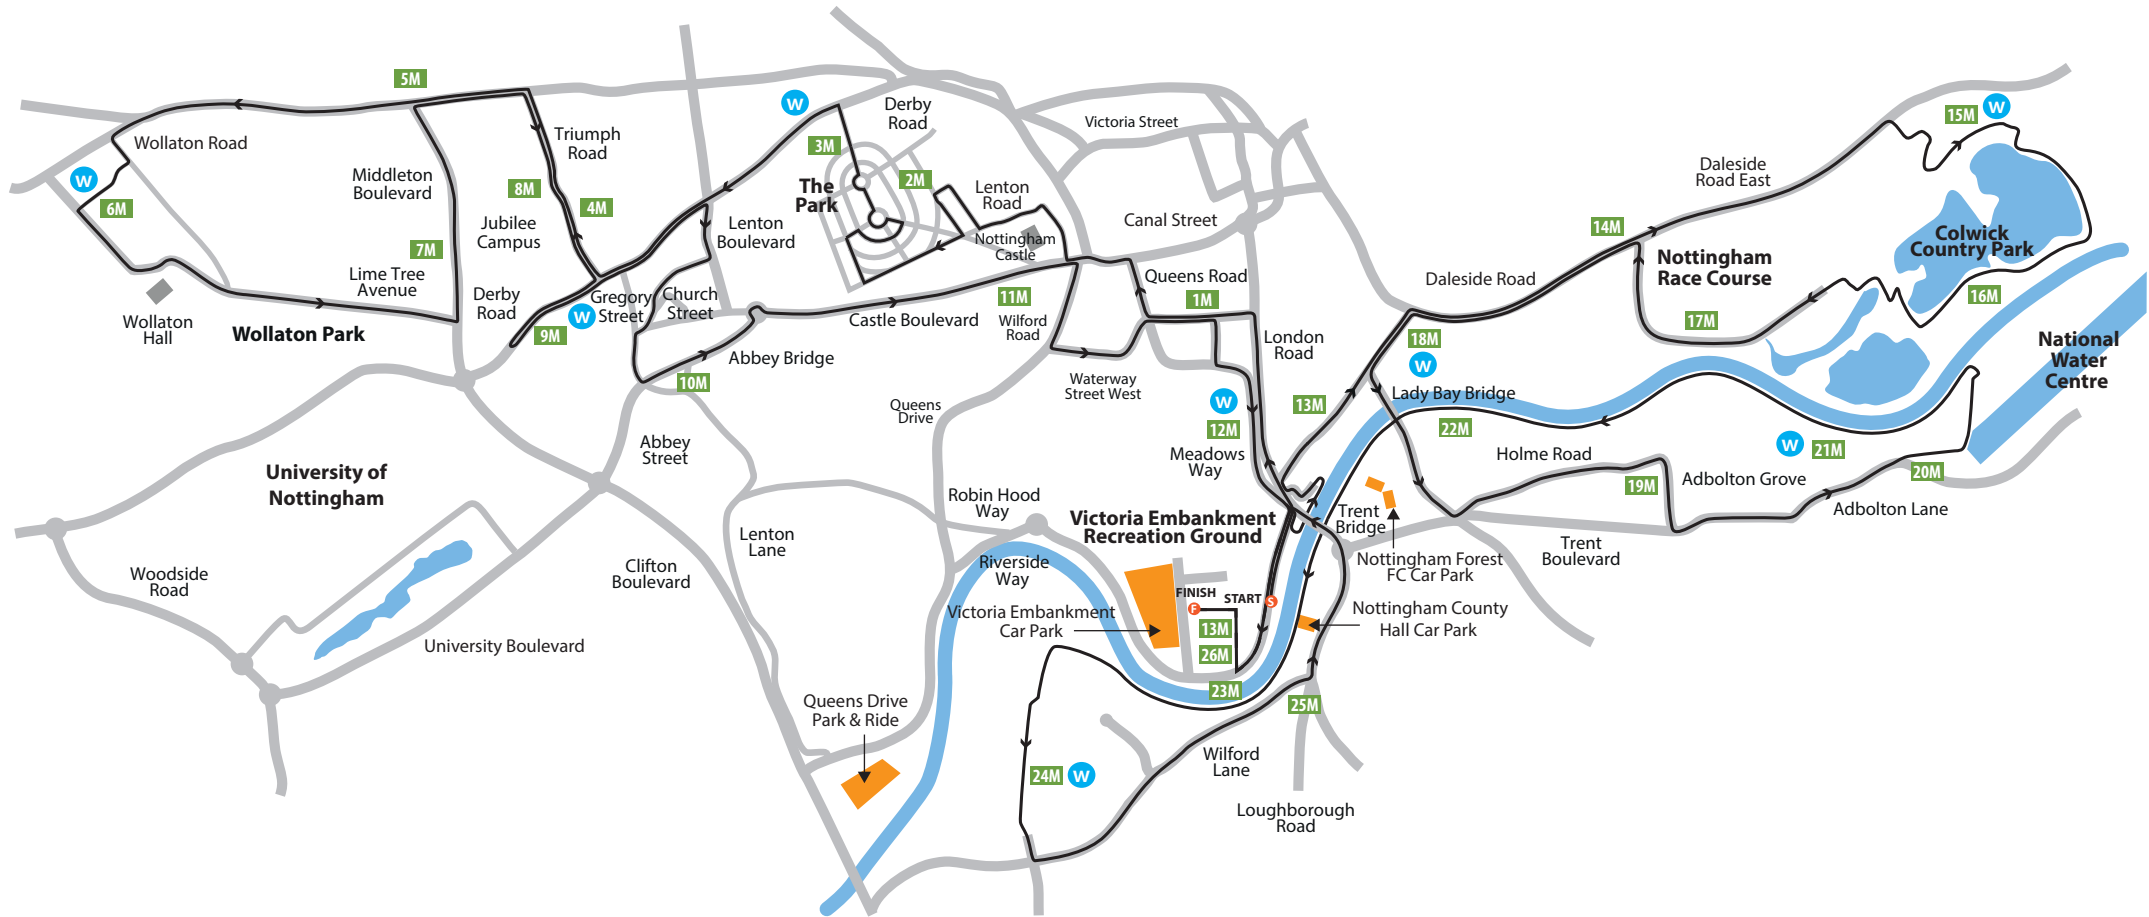 5M
W
Derby
Road
Victoria Street
15M
W
Wollaton Road
Triumph
Road
3M
Middleton
Boulevard
8M
4M
The
Park
2M
Lenton
Road
Daleside
Road East
W
6M
Jubilee
Campus
Lenton
Boulevard
Nottingham
Castle
Canal Street
14M
Colwick
Country Park
7M
Lime Tree
Avenue
Derby
Road
Gregory
Street
Church
Street
11M
Queens Road
1M
Daleside Road
Nottingham
Race Course
16M
Wollaton
Hall
Wollaton Park
W
9M
Castle Boulevard
Wilford
Road
London
Road
17M
18M
W
National
Water
Centre
Abbey Bridge
10M
Waterway
Street West
Queens
Drive
W
12M
13M
Lady Bay Bridge
22M
Abbey
Street
Meadows
Way
Holme Road
W
21M
University of
Nottingham
Robin Hood
Way
Victoria Embankment
Recreation Ground
Trent
Bridge
19M
Adbolton Grove
20M
Adbolton Lane
Lenton
Lane
Clifton
Boulevard
Riverside
Way
Nottingham Forest
FC Car Park
Trent
Boulevard
Woodside
Road
FINISH
F
START
S
Victoria Embankment
Car Park
13M
26M
Nottingham County
Hall Car Park
University Boulevard
23M
25M
Queens Drive
Park & Ride
24M
W
Wilford
Lane
Loughborough
Road